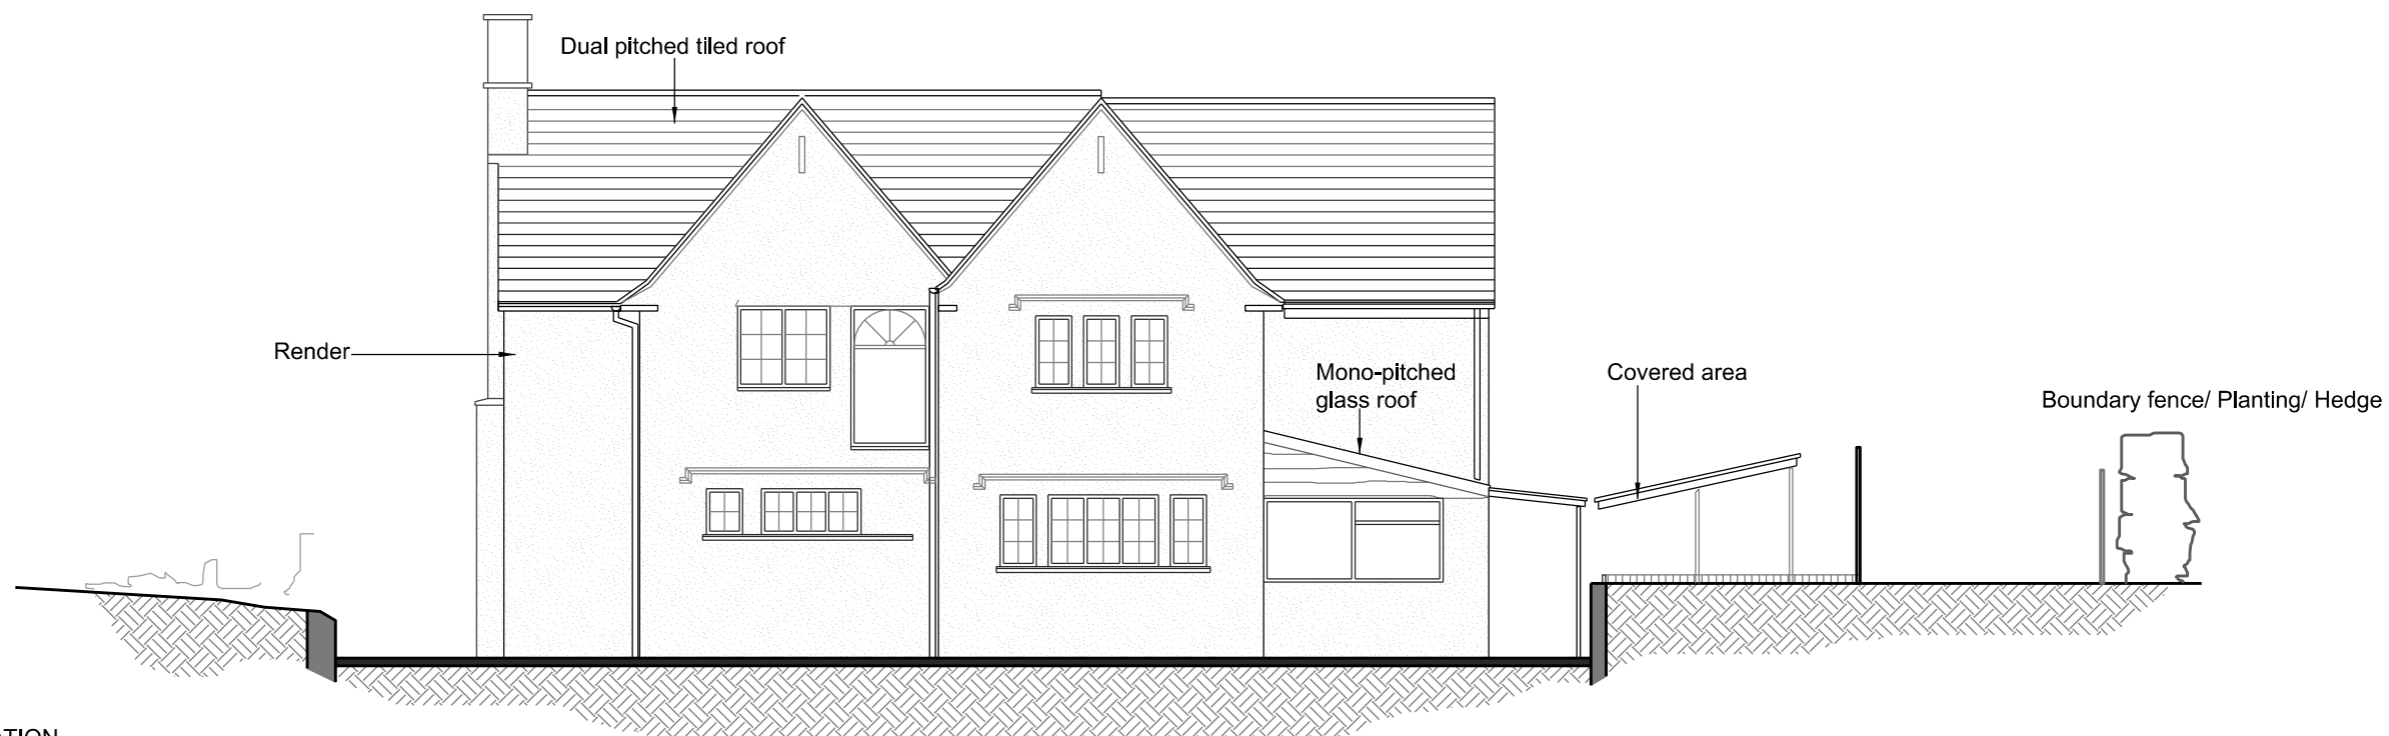 Dual pitched tiled roof
Render
Mono-pitched
glass roof
Covered area
Boundary fence/ Planting/ Hedge